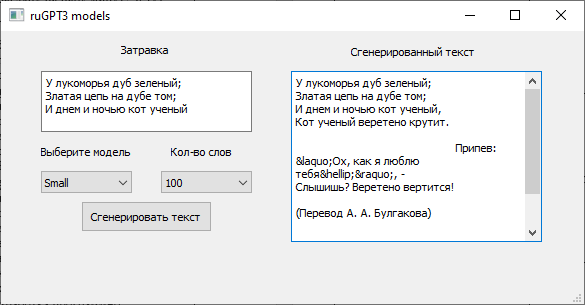 ruGPT3 models
Затравка
У лукоморья дуб зеленый;
Златая цепь на дубе том;
И днем и ночью кот ученый
Выберите модель
Кол-во слов
Small
100
Сгенерировать текст
Сгенерированный текст
У лукоморья дуб зеленый;
Златая цепь на дубе том;
И днем и ночью кот ученый,
Кот ученый веретено крутит.
Припев:
&laquo;Ох, как я люблю
тебя&hellip;&raquo;, -
Слышишь? Веретено вертится!
(Перевод А. А. Булгакова)